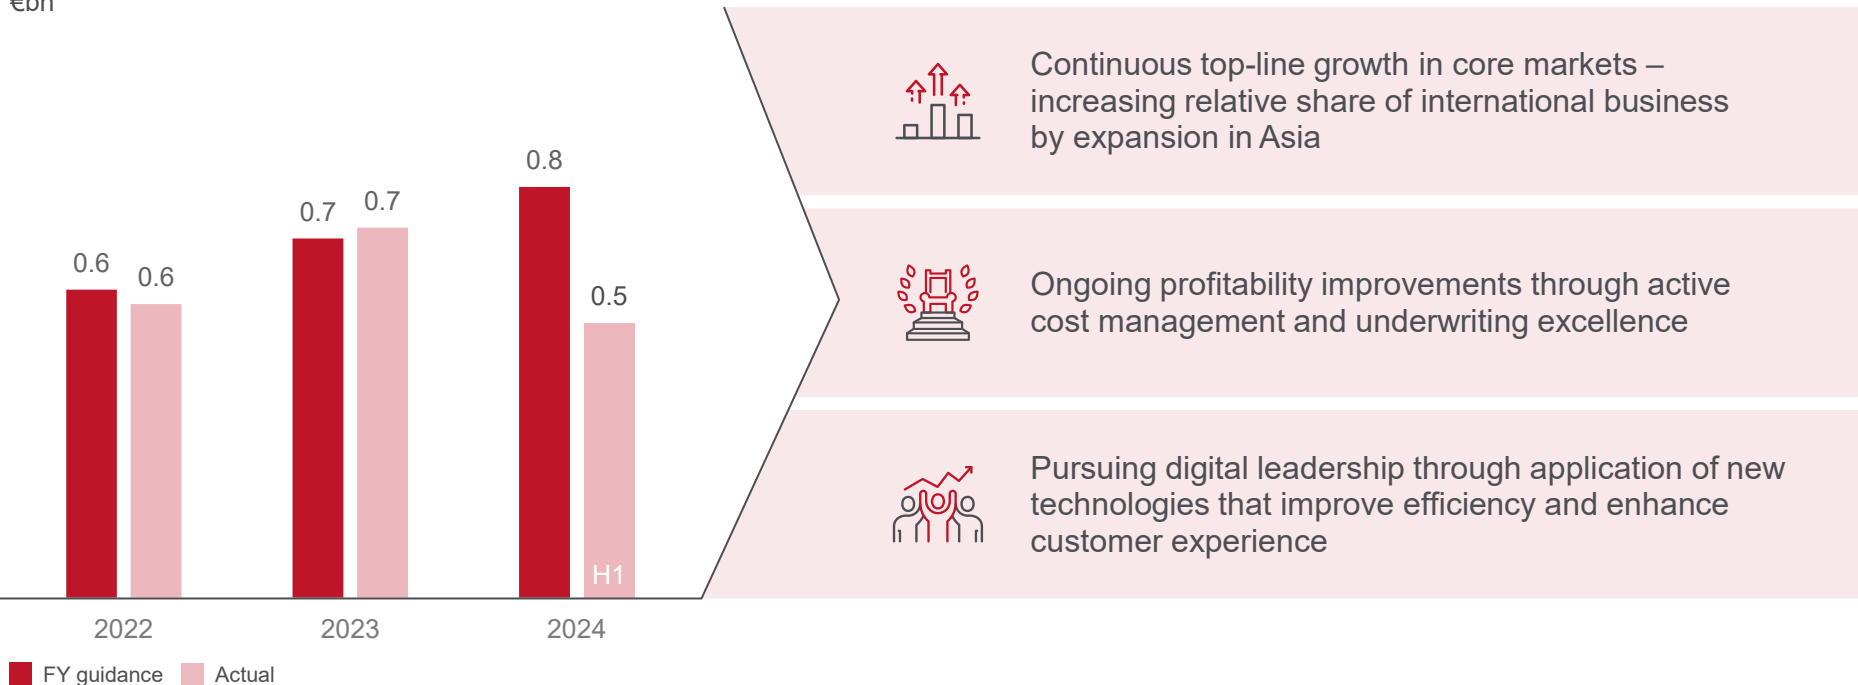 €bn
0.6
0.6
0.7
0.7
0.8
0.5
H1
2022
2023
2024
FY guidance
Actual
Continuous top-line growth in core markets –
increasing relative share of international business
by expansion in Asia
Ongoing profitability improvements through active
cost management and underwriting excellence
Pursuing digital leadership through application of new
technologies that improve efficiency and enhance
customer experience